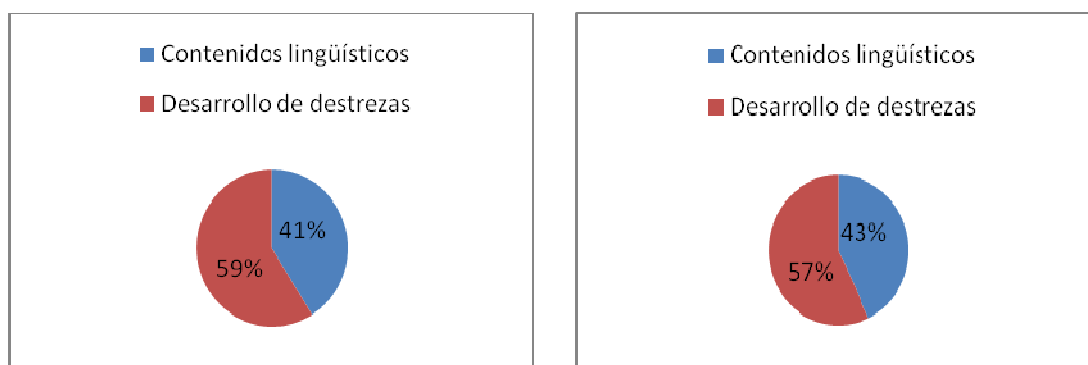 Contenidos lingüísticos
Desarrollo de destrezas
41%
59%
Contenidos lingüísticos
Desarrollo de destrezas
43%
57%